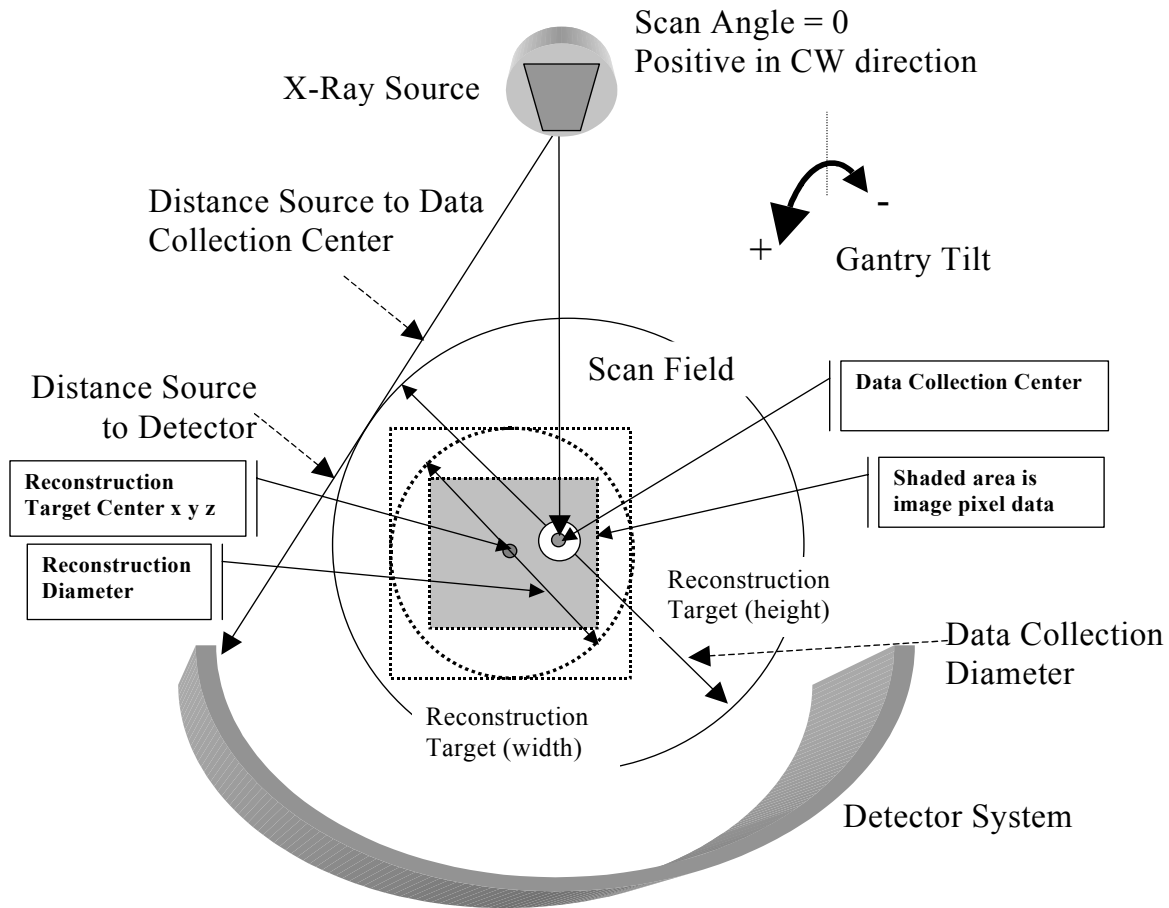 Scan Angle = 0
Positive in CW direction
X-Ray Source
Distance Source to Data
Collection Center
+
-
Gantry Tilt
Scan Field
Data Collection Center
Distance Source
to Detector
Reconstruction
Target Center x y z
Shaded area is
image pixel data
Reconstruction
Diameter
Reconstruction
Target (height)
Data Collection
Diameter
Reconstruction
Target (width)
Detector System